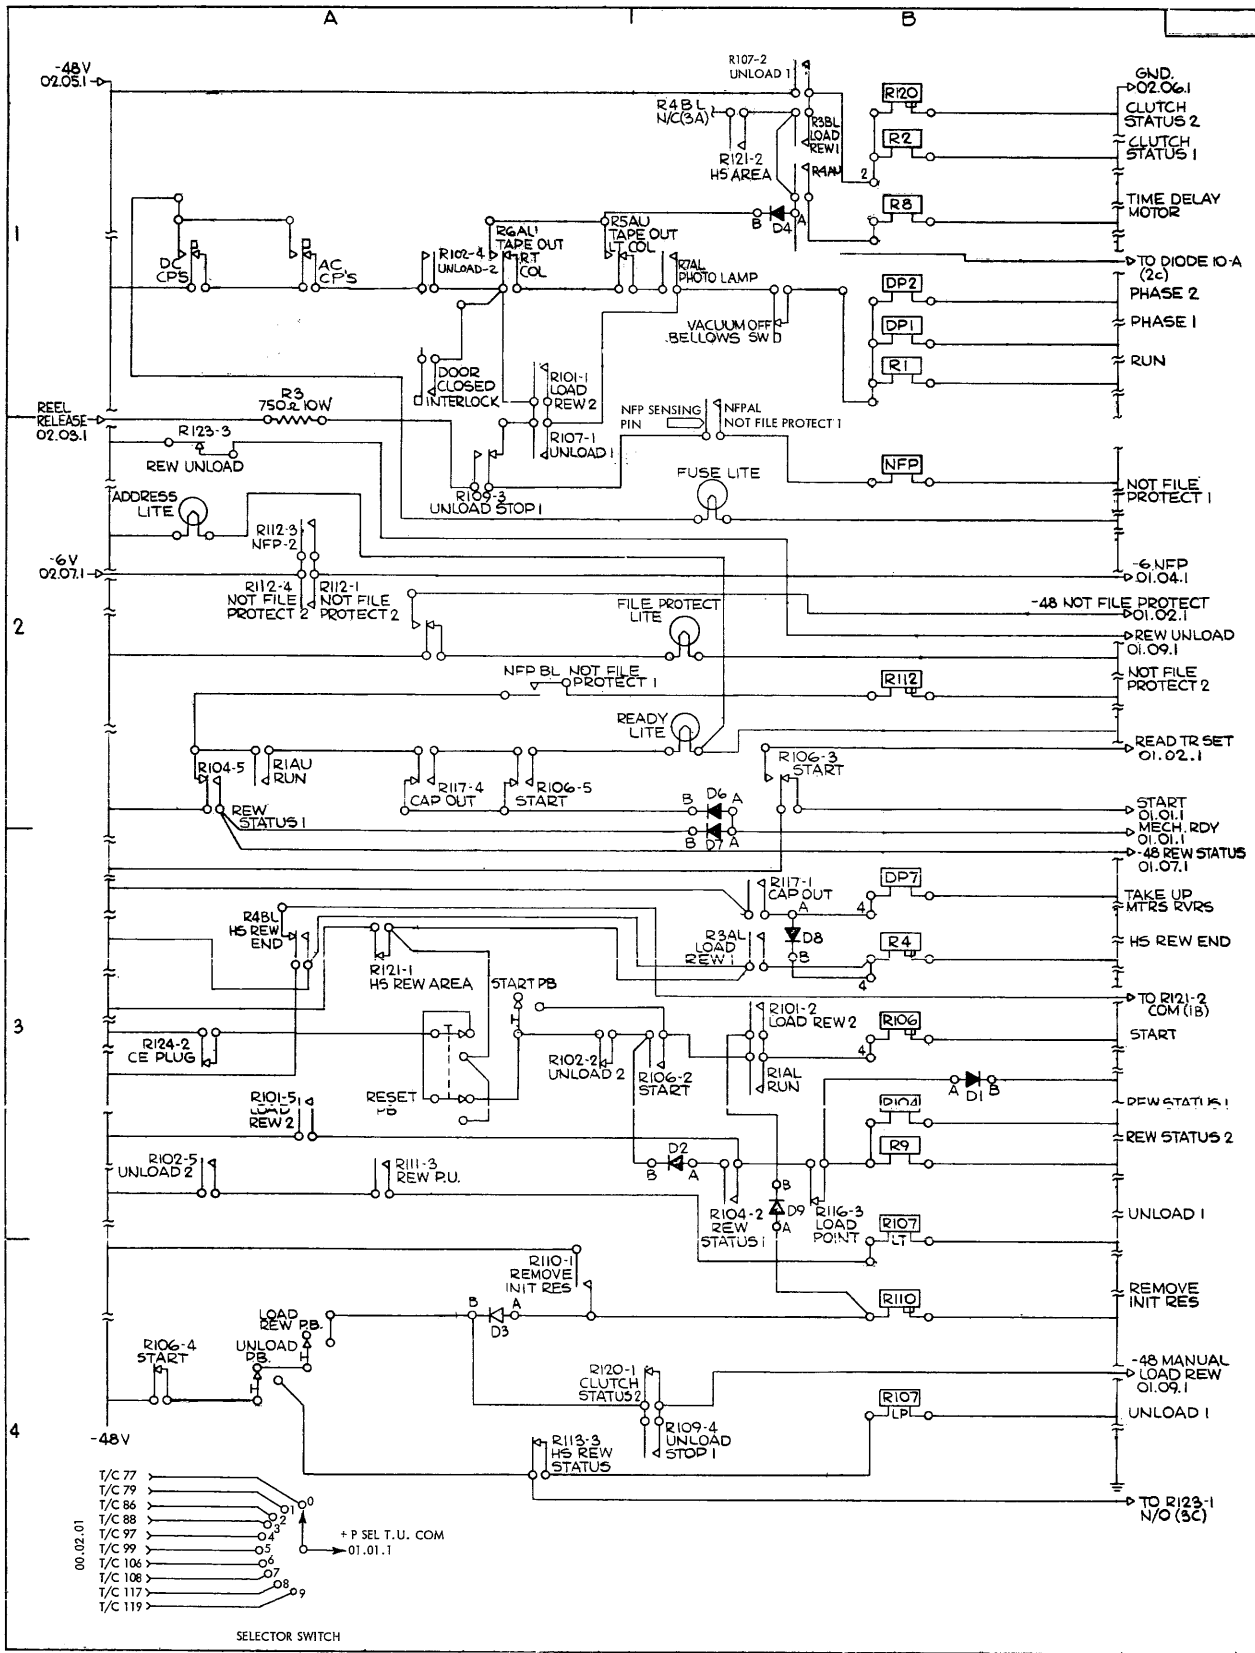 A
B
-48V
02.05.1
R107-2
UNLOAD 1
GND.
02.06.1
R120
CLUTCH
STATUS 2
R4BL
N/C(3A)
R3BL
LOAD
REW 1
R2
CLUTCH
STATUS 1
R121-2
HS AREA
R4AU
2
1
R8
TIME DELAY
MOTOR
B
D4
A
R6AU
TAPE OUT
RT
COL
R5AU
TAPE OUT
LT COL
DC
CP'S
AC
CP'S
R102-4
UNLOAD-2
R7AL
PHOTO LAMP
TO DIODE 10-A
(2C)
DP2
PHASE 2
VACUUM OFF
BELLOWS SW
DP1
PHASE 1
DOOR
CLOSED
INTERLOCK
R101-1
LOAD
REW 2
R1
RUN
REEL
RELEASE
02.03.1
R3
750Ω 10W
NFP SENSING
PIN
NFPAL
NOT FILE PROTECT 1
R123-3
REW UNLOAD
R107-1
UNLOAD 1
R109-3
UNLOAD STOP 1
FUSE LITE
NFP
NOT FILE
PROTECT 1
ADDRESS
LITE
R112-3
NFP-2
-6V
02.07.1
-6 NFP
01.04.1
R112-4
NOT FILE
PROTECT 2
R112-1
NOT FILE
PROTECT 2
-48 NOT FILE PROTECT
01.02.1
2
FILE PROTECT
LITE
REW UNLOAD
01.09.1
NFP BL NOT FILE
PROTECT 1
R112
NOT FILE
PROTECT 2
READY
LITE
READ TR SET
01.02.1
R104-5
R1AU
RUN
R117-4
CAP OUT
R106-5
START
R106-3
START
REW
STATUS 1
B
D6
A
START
01.01.1
B
D7
A
MECH. RDY
01.01.1
-48 REW STATUS
01.07.1
R117-1
CAP OUT
DP7
TAKE UP
MTRS RVRS
R4BL
HS REW
END
A
4
D8
R3AL
LOAD
REW 1
B
R4
4
HS REW END
R121-1
HS REW AREA
START PB
TO R121-2
COM (1B)
3
R101-2
LOAD REW 2
R106
4
START
R124-2
CE PLUG
R102-2
UNLOAD 2
R106-2
START
R1AL
RUN
A
D1
B
RESET
PB
R101-5
LOAD
REW 2
R104
REW STATUS 1
R9
REW STATUS 2
R102-5
UNLOAD 2
R111-3
REW P.U.
B
D2
A
R104-2
REW
STATUS 1
B
D9
A
R116-3
LOAD
POINT
R107
LT
UNLOAD 1
R110-1
REMOVE
INIT RES
R110
REMOVE
INIT RES
LOAD
REW P.B.
B
D3
A
R106-4
START
UNLOAD
P.B.
R120-1
CLUTCH
STATUS 2
-48 MANUAL
LOAD REW
01.09.1
R107
LP
UNLOAD 1
4
-48V
R113-3
HS REW
STATUS
R109-4
UNLOAD
STOP 1
TO R123-1
N/O (3C)
00.02.01
T/C 77
T/C 79
T/C 86
T/C 88
T/C 97
T/C 99
T/C 106
T/C 108
T/C 117
T/C 119
0
1
2
3
4
5
6
7
8
9
+ P SEL T.U. COM
01.01.1
SELECTOR SWITCH